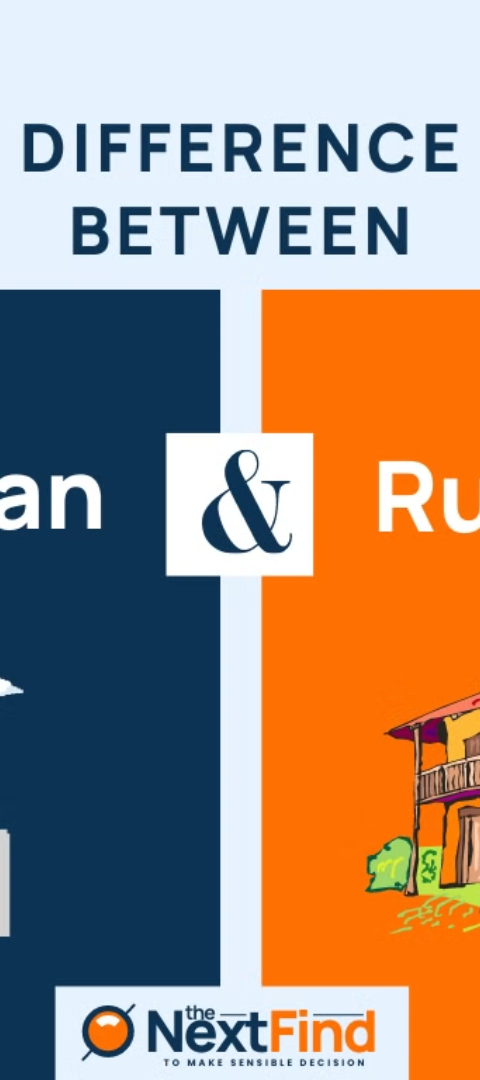 DIFFERENCE
BETWEEN
an & Ru
the
NextFind
TO MAKE SENSIBLE DECISION